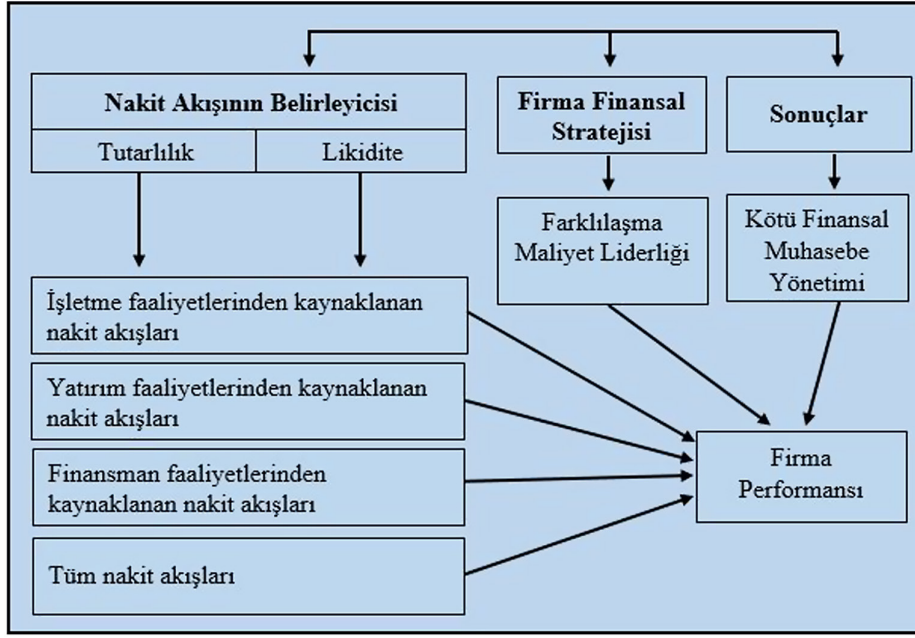 Nakit Akışının Belirleyicisi
Tutarlılık
Likidite
Firma Finansal
Stratejisi
Sonuçlar
Farklılaşma
Maliyet Liderliği
Kötü Finansal
Muhasebe
Yönetimi
İşletme faaliyetlerinden kaynaklanan
nakit akışları
Yatırım faaliyetlerinden kaynaklanan
nakit akışları
Finansman faaliyetlerinden
kaynaklanan nakit akışları
Tüm nakit akışları
Firma
Performansı